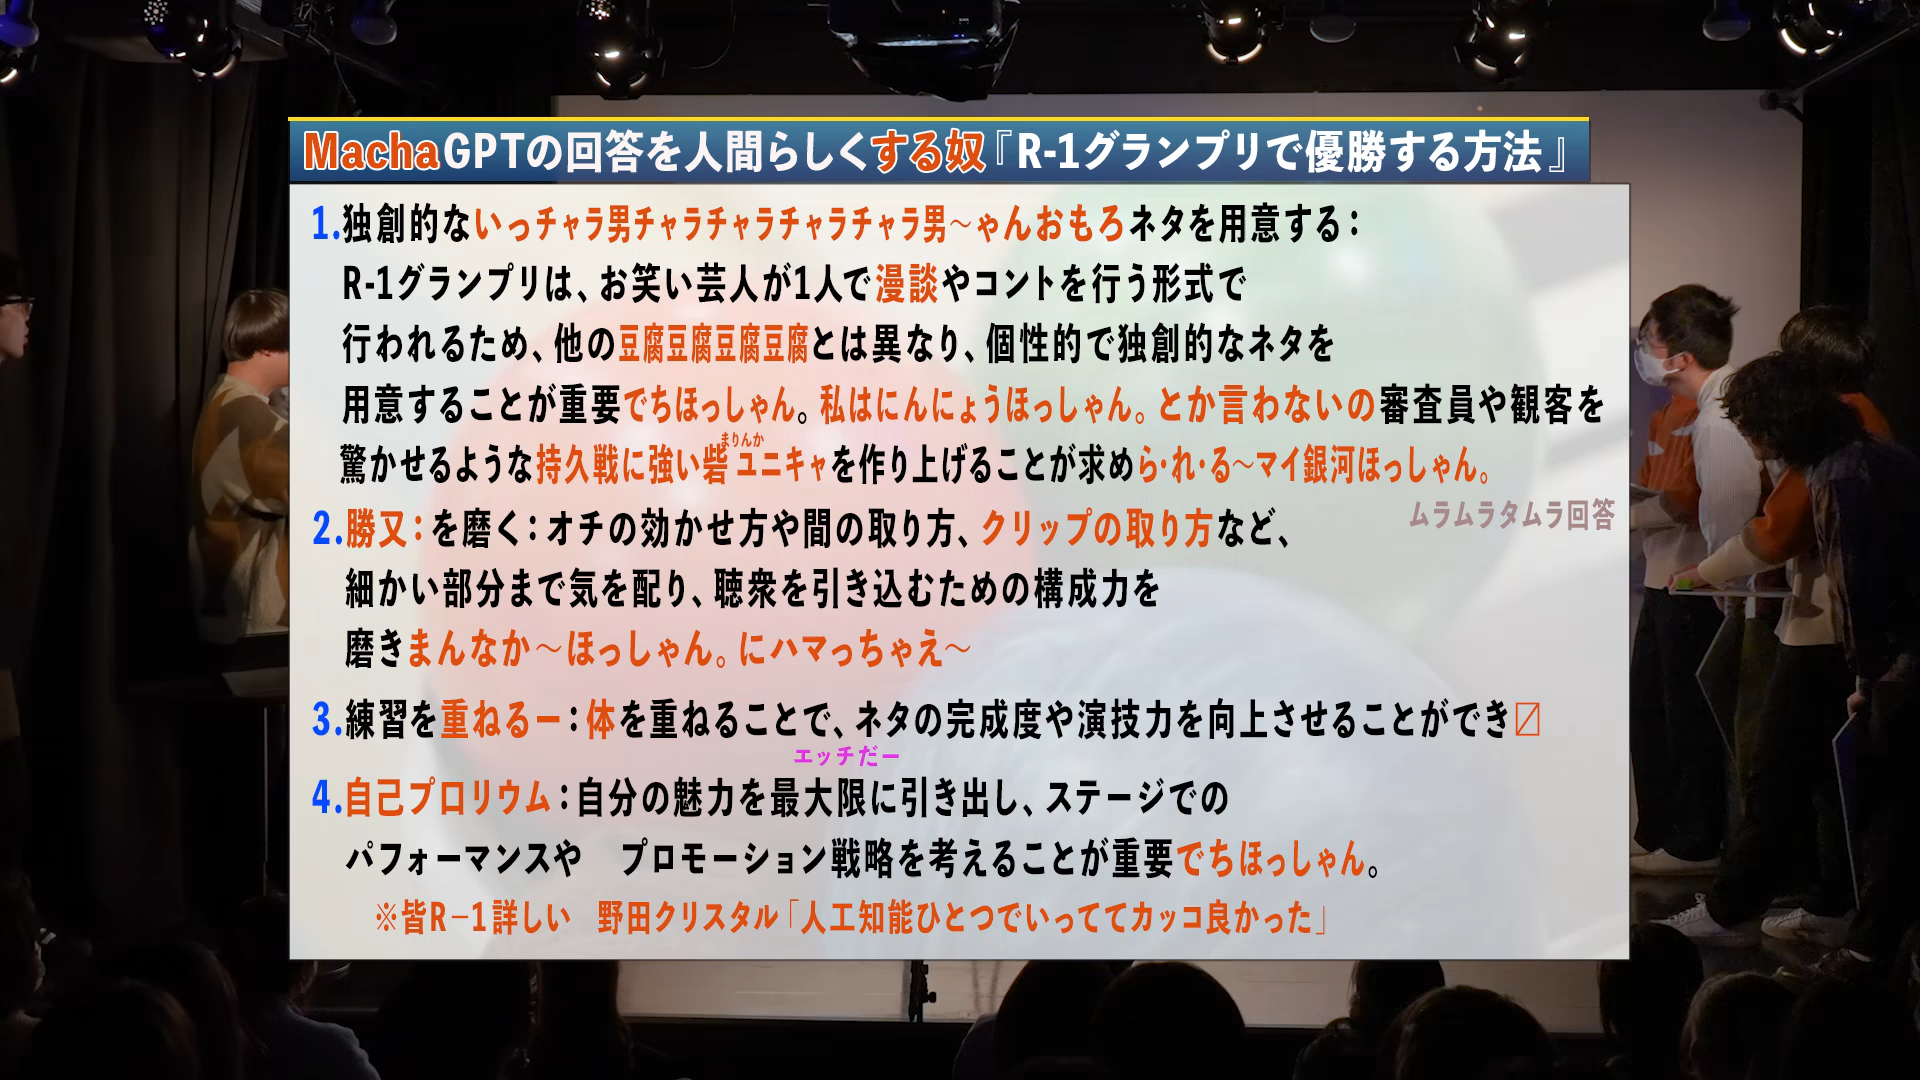 MachaGPTの回答を人間らしくする奴『R-1グランプリで優勝する方法』
1.独創的ないっチャラ男チャラチャラチャラチャラ男～ゃんおもろネタを用意する：
R-1グランプリは、お笑い芸人が1人で漫談やコントを行う形式で
行われるため、他の豆腐豆腐豆腐豆腐とは異なり、個性的で独創的なネタを
用意することが重要でちほっしゃん。私はにんにょうほっしゃん。とか言わないの審査員や観客を
まりんか
驚かせるような持久戦に強い砦ユニキャを作り上げることが求めら・れ・る～マイ銀河ほっしゃん。
ムラムラタムラ回答
2.勝又：を磨く：オチの効かせ方や間の取り方、クリップの取り方など、
細かい部分まで気を配り、聴衆を引き込むための構成力を
磨きまんなか～ほっしゃん。にハマっちゃえ～
3.練習を重ねるー：体を重ねることで、ネタの完成度や演技力を向上させることができ〼
エッチだー
4.自己プロリウム：自分の魅力を最大限に引き出し、ステージでの
パフォーマンスや　プロモーション戦略を考えることが重要でちほっしゃん。
※皆R－1詳しい　野田クリスタル「人工知能ひとつでいっててカッコ良かった」